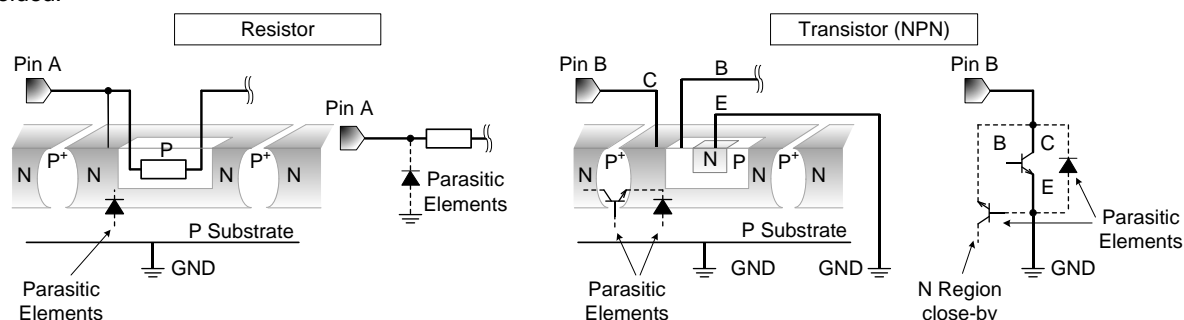 Resistor
Transistor (NPN)
Pin A
Pin A
P
N
P+
N
N
P+
N
Parasitic
Elements
P Substrate
GND
Parasitic
Elements
Pin B
C
B
E
N
P+
N
N
P
N
P+
N
P Substrate
GND
GND
Parasitic
Elements
Pin B
B
C
E
Parasitic
Elements
GND
N Region
close-by